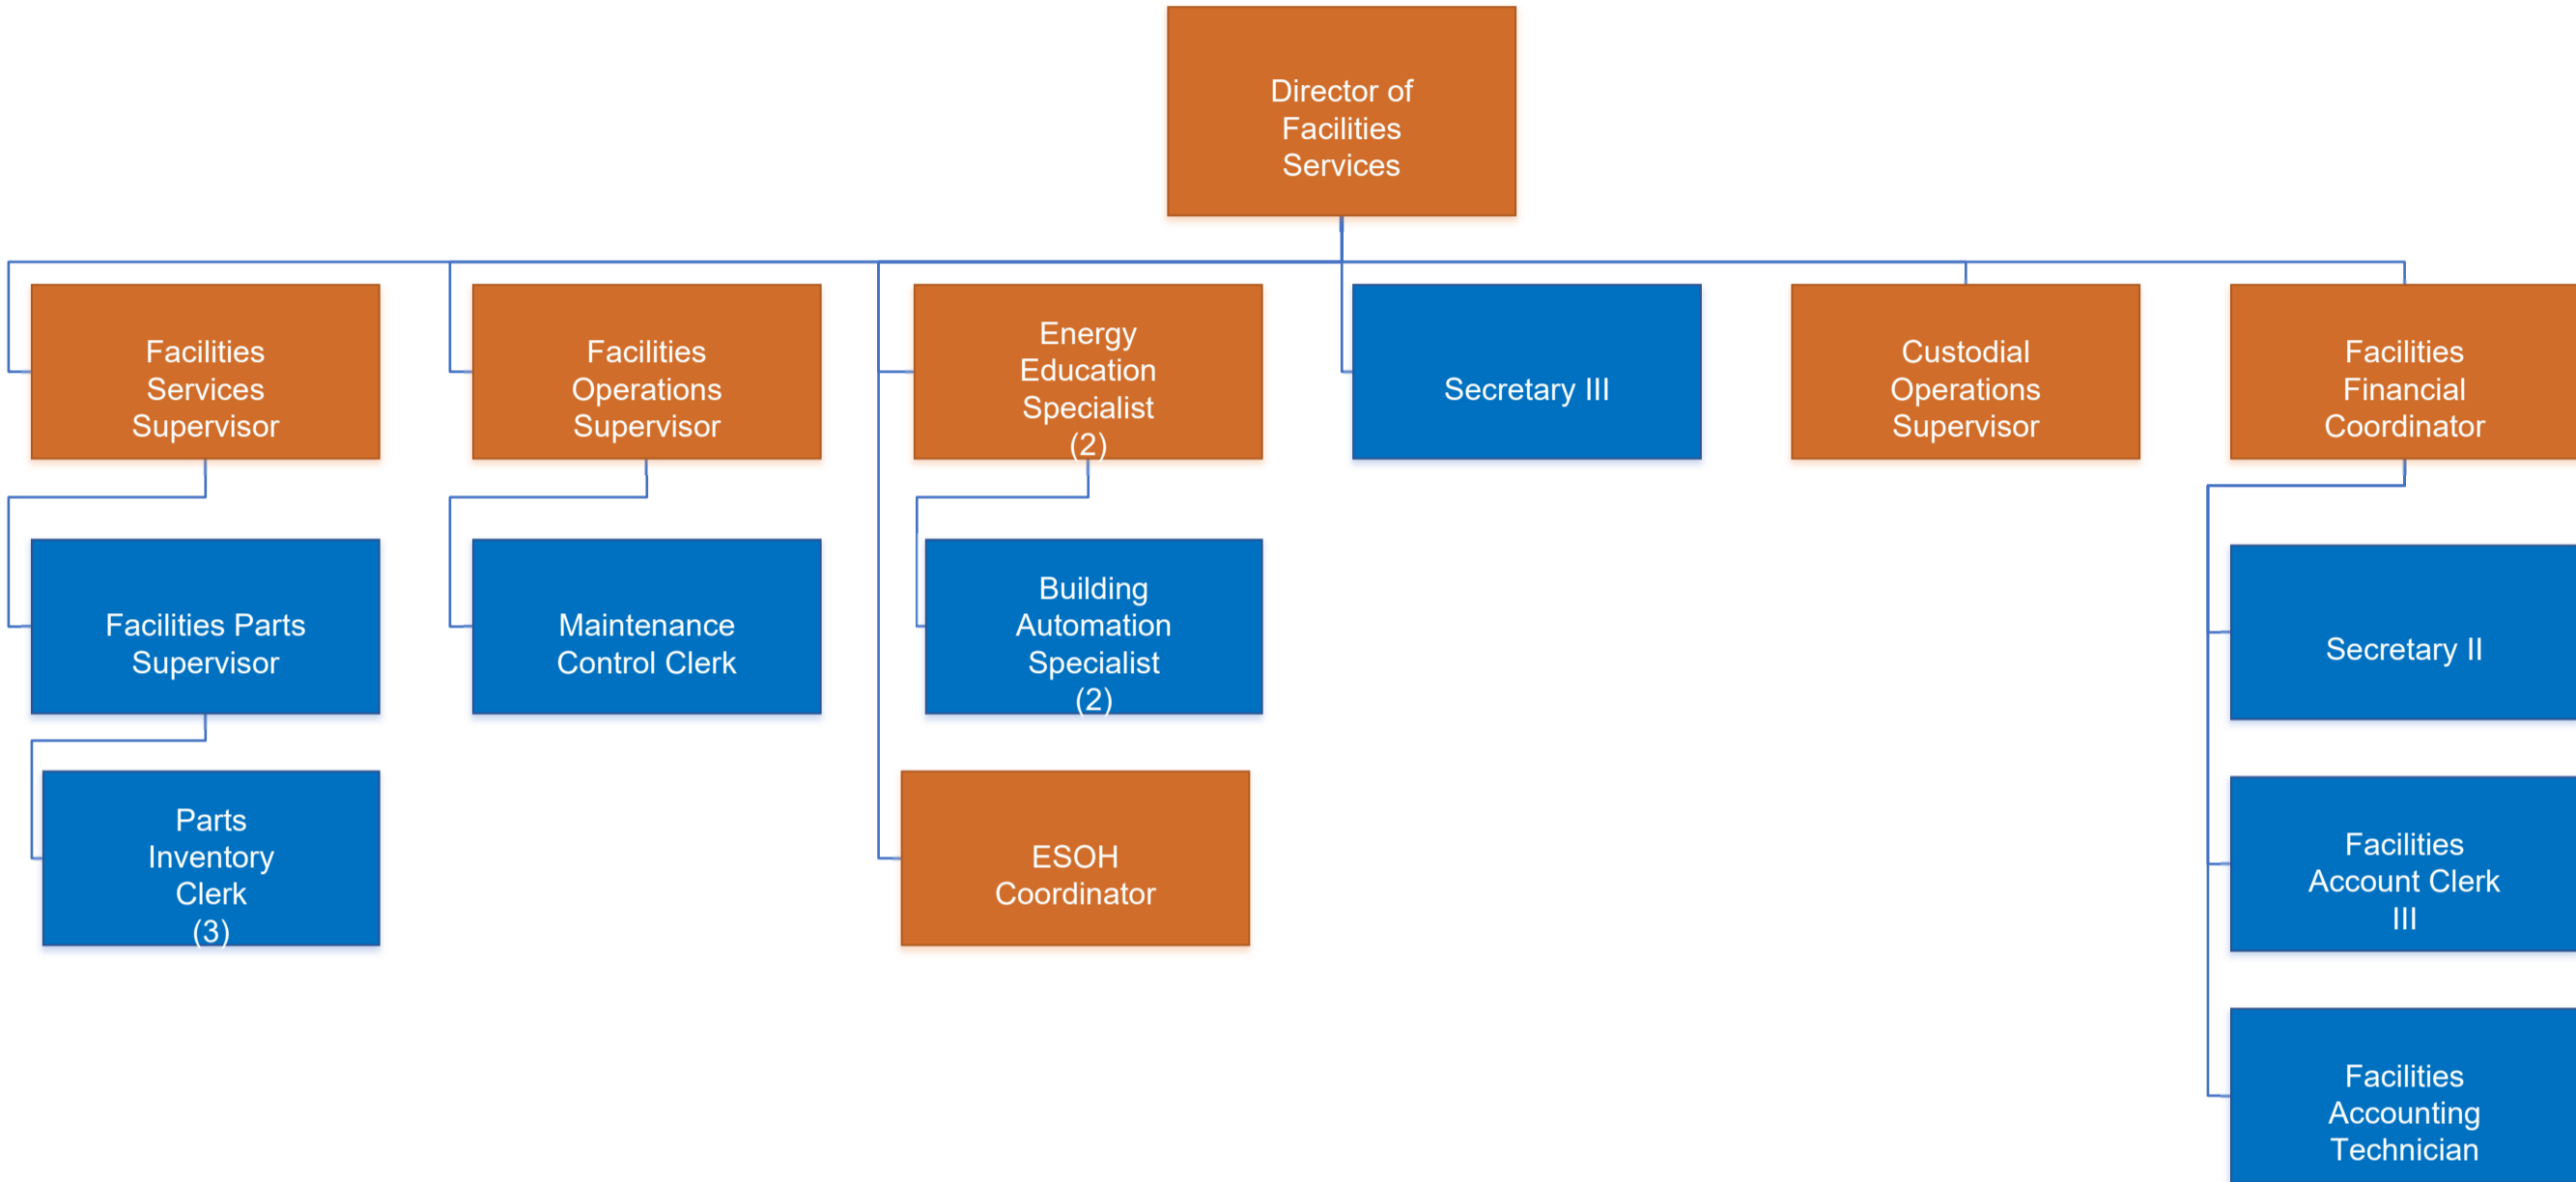 Director of
Facilities
Services
Facilities
Services
Supervisor
Facilities
Operations
Supervisor
Energy
Education
Specialist
(2)
Secretary III
Custodial
Operations
Supervisor
Facilities
Financial
Coordinator
Facilities Parts
Supervisor
Maintenance
Control Clerk
Building
Automation
Specialist
(2)
Secretary II
Parts
Inventory
Clerk
(3)
ESOH
Coordinator
Facilities
Account Clerk
III
Facilities
Accounting
Technician